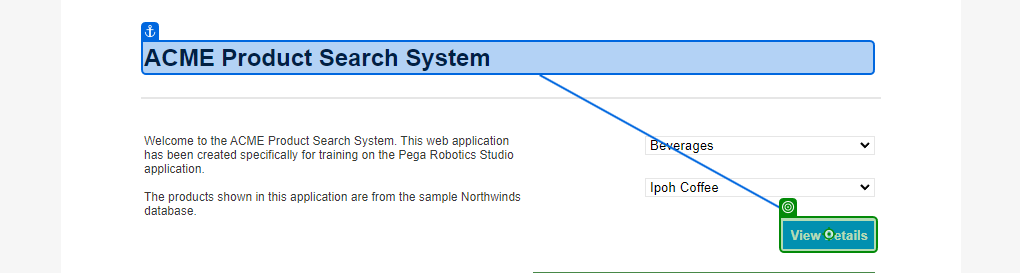 ACME Product Search System
Welcome to the ACME Product Search System. This web application
has been created specifically for training on the Pega Robotics Studio
application.
The products shown in this application are from the sample Northwinds
database.
Beverages
Ipoh Coffee
View Details